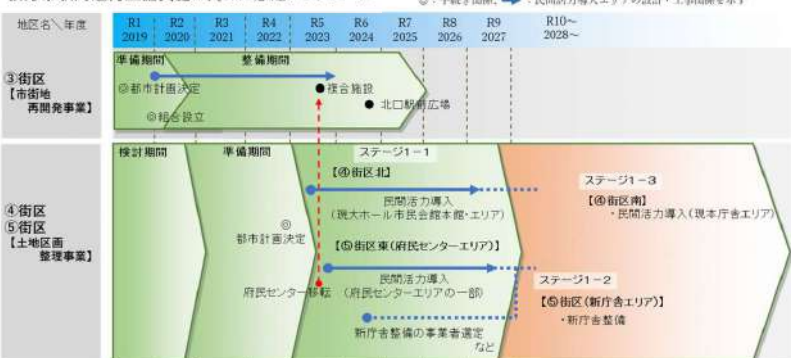 ◎：手続き関係、 ：民間活力導入エリアの設計・工事関係を示す
地区名＼年度
R1 R2 R3 R4 R5 R6 R7 R8 R9 R10～
2019 2020 2021 2022 2023 2024 2025 2026 2027 2028～
準備期間 整備期間
③街区
【市街地
再開発事業】
◎都市計画決定
●複合施設
● 北口駅前広場
◎組合設立
検討期間 準備期間 ステージ1－1
④街区
⑤街区
【土地区画
整理事業】
【④街区北】
民間活力導入
（現大ホール市民会館本館・エリア）
◎
都市計画決定
【⑤街区東(府民センターエリア)】
民間活力導入
（府民センターエリアの一部）
府民センター移転
新庁舎整備の事業者選定
など
ステージ1－3
【④街区南】
・民間活力導入(現本庁舎エリア)
ステージ1－2
【⑤街区(新庁舎エリア)】
・新庁舎整備